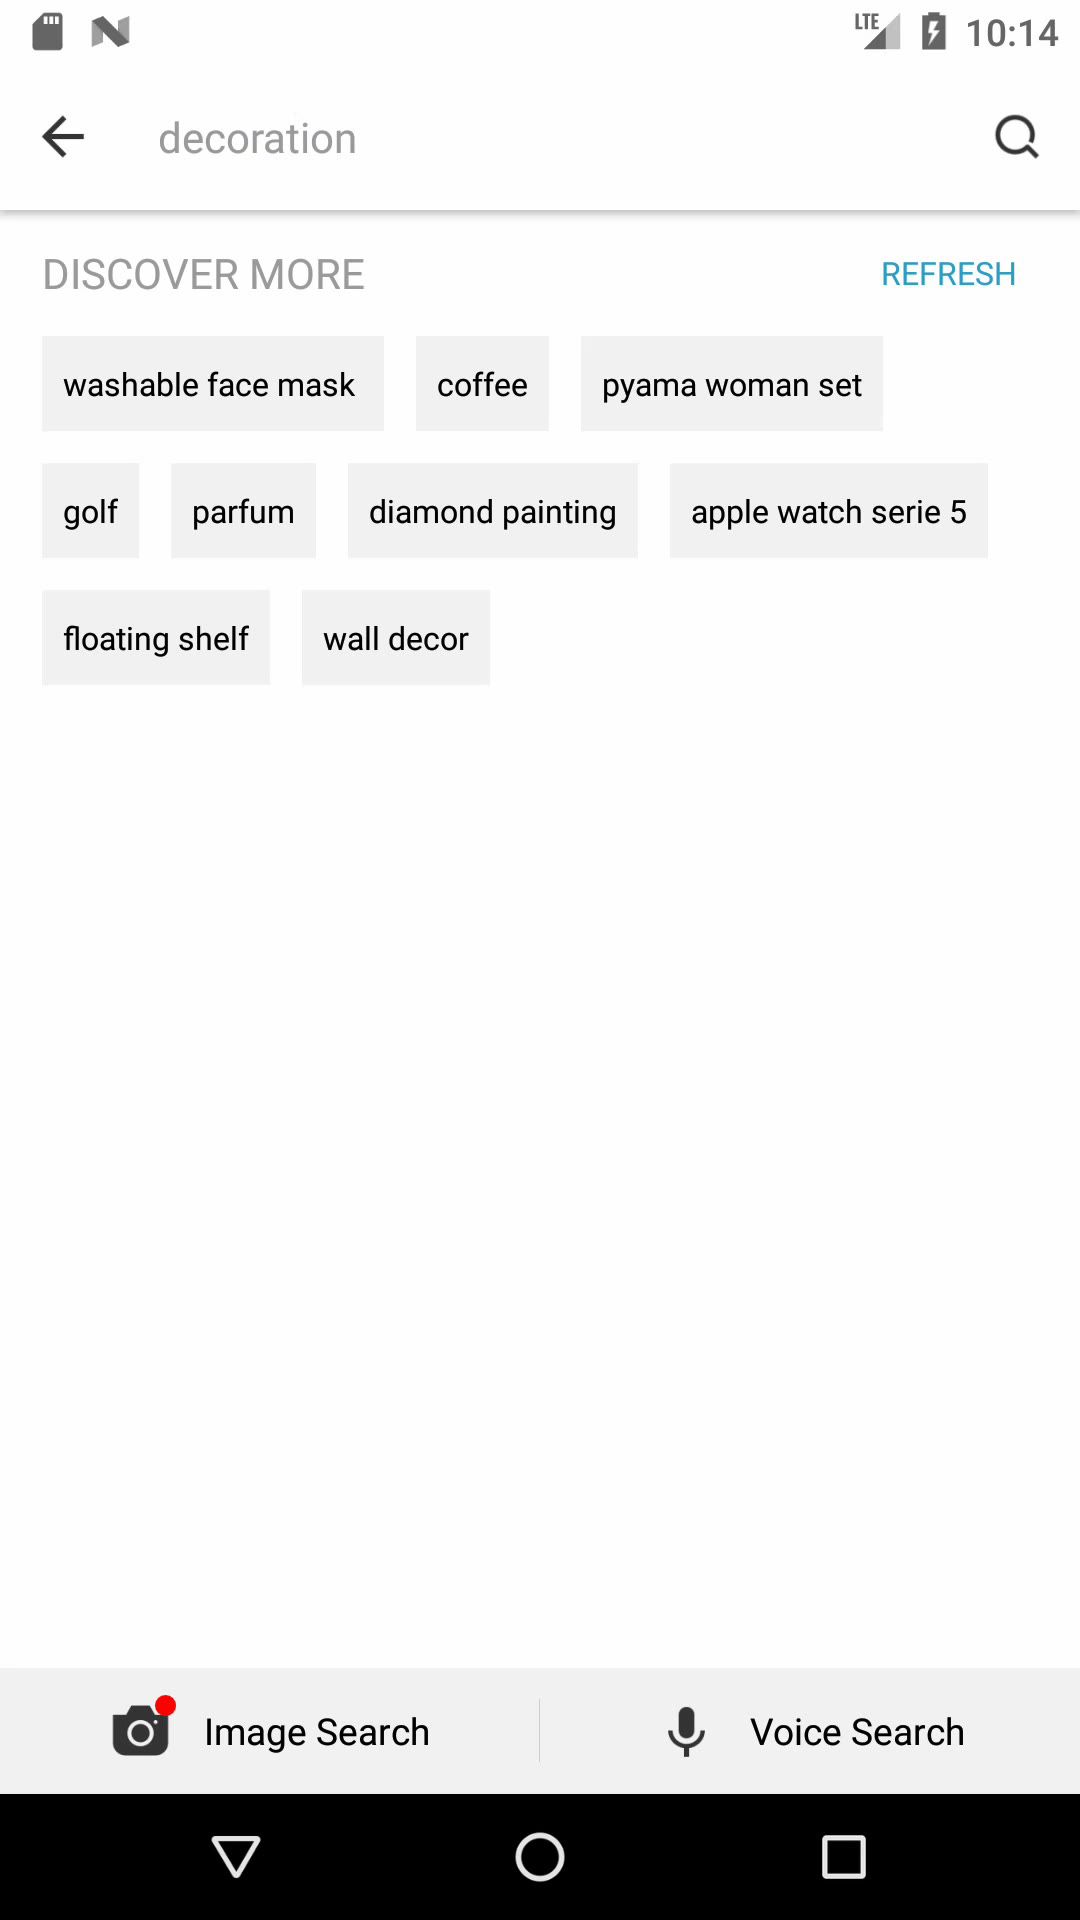 LTE 10:14
decoration
DISCOVER MORE REFRESH
washable face mask coffee pyama woman set
golf parfum diamond painting apple watch serie 5
floating shelf wall decor
Image Search Voice Search